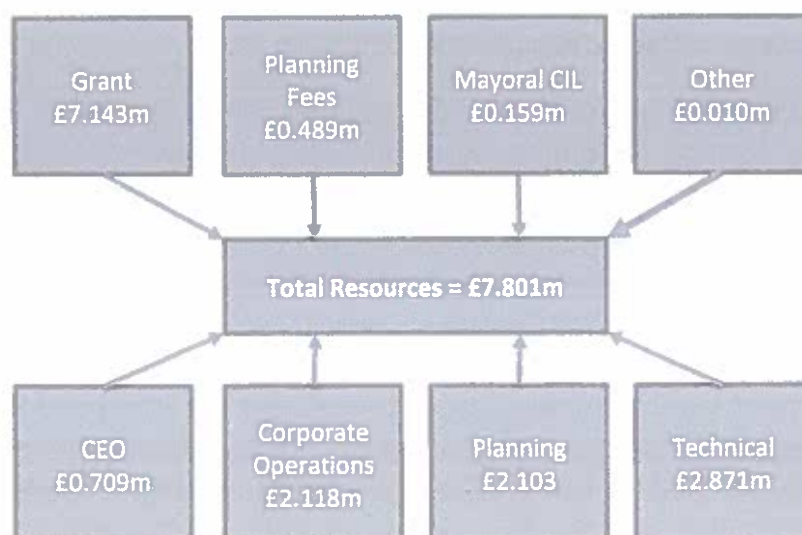 Grant
£7.143m
Planning
Fees
£0.489m
Mayoral CIL
£0.159m
Other
£0.010m
Total Resources = £7.801m
CEO
£0.709m
Corporate
Operations
£2.118m
Planning
£2.103
Technical
£2.871m